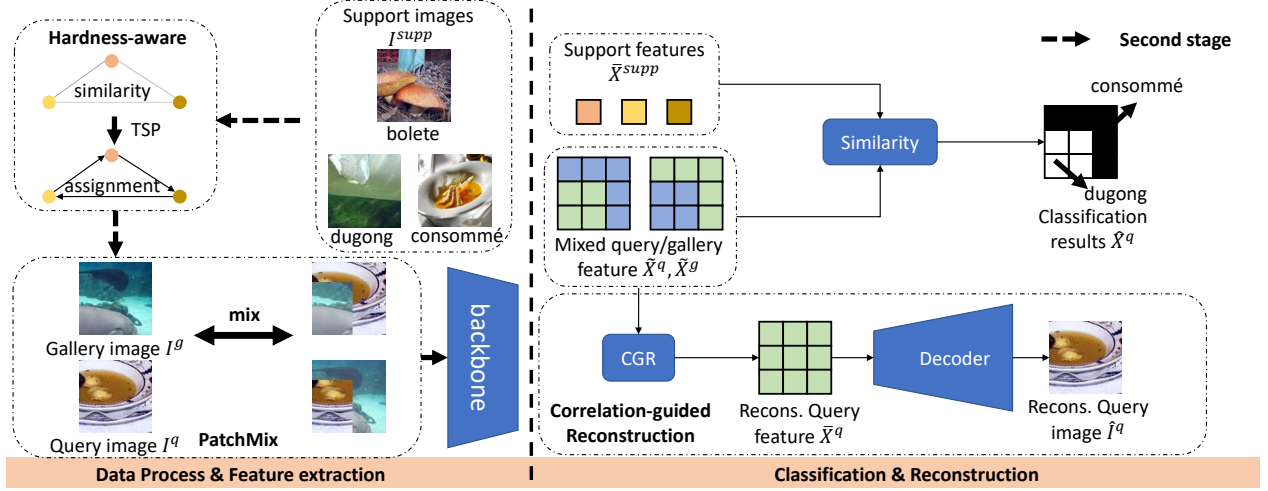 Hardness-aware
similarity
TSP
assignment
Support images
I^{supp}
bolete
dugong
consommé
Gallery image I^g
mix
Query image I^q
PatchMix
backbone
Data Process & Feature extraction
Second stage
Support features
X̄^{supp}
Similarity
consommé
dugong
Classification
results X̂^q
Mixed query/gallery
feature X̃^q, X̃^g
CGR
Correlation-guided
Reconstruction
Recons. Query
feature X̄^q
Decoder
Recons. Query
image Î^q
Classification & Reconstruction